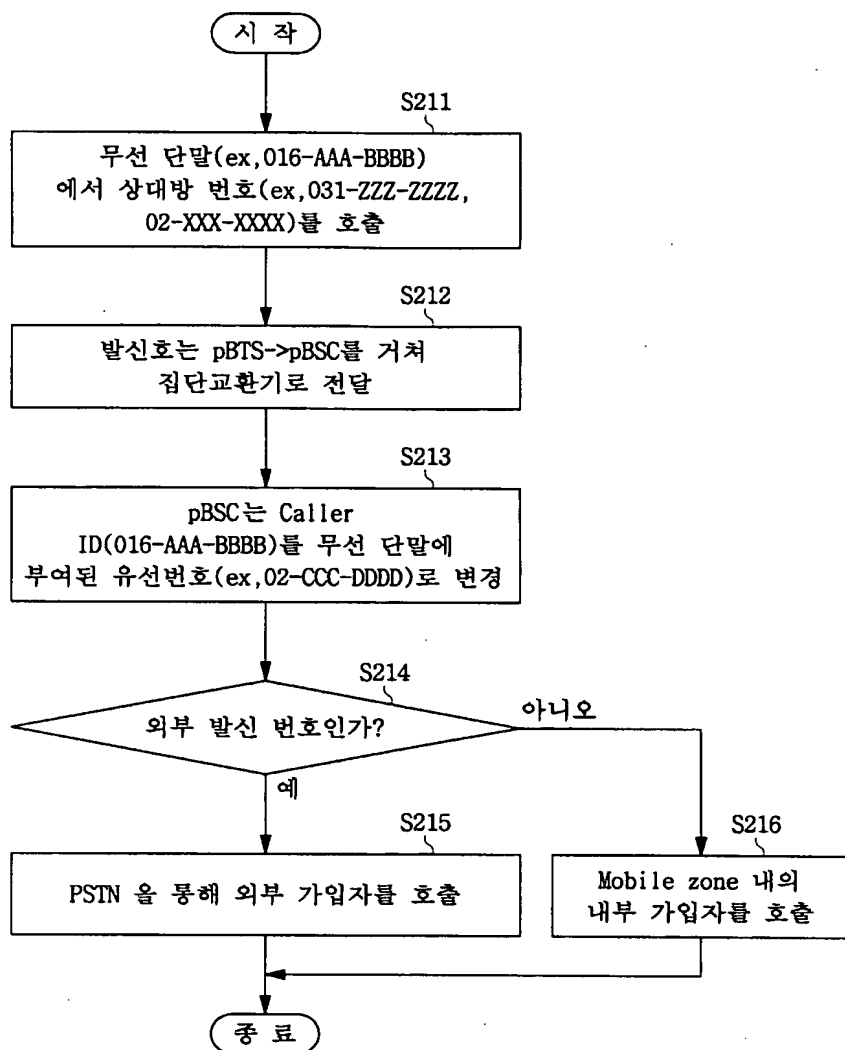 시 작
S211
무선 단말(ex,016-AAA-BBBB)
에서 상대방 번호(ex,031-ZZZ-ZZZZ,
02-XXX-XXXX)를 호출
S212
발신호는 pBTS->pBSC를 거쳐
집단교환기로 전달
S213
pBSC는 Caller
ID(016-AAA-BBBB)를 무선 단말에
부여된 유선번호(ex,02-CCC-DDDD)로 변경
S214
외부 발신 번호인가?
아니오
예
S215
PSTN 을 통해 외부 가입자를 호출
S216
Mobile zone 내의
내부 가입자를 호출
종 료